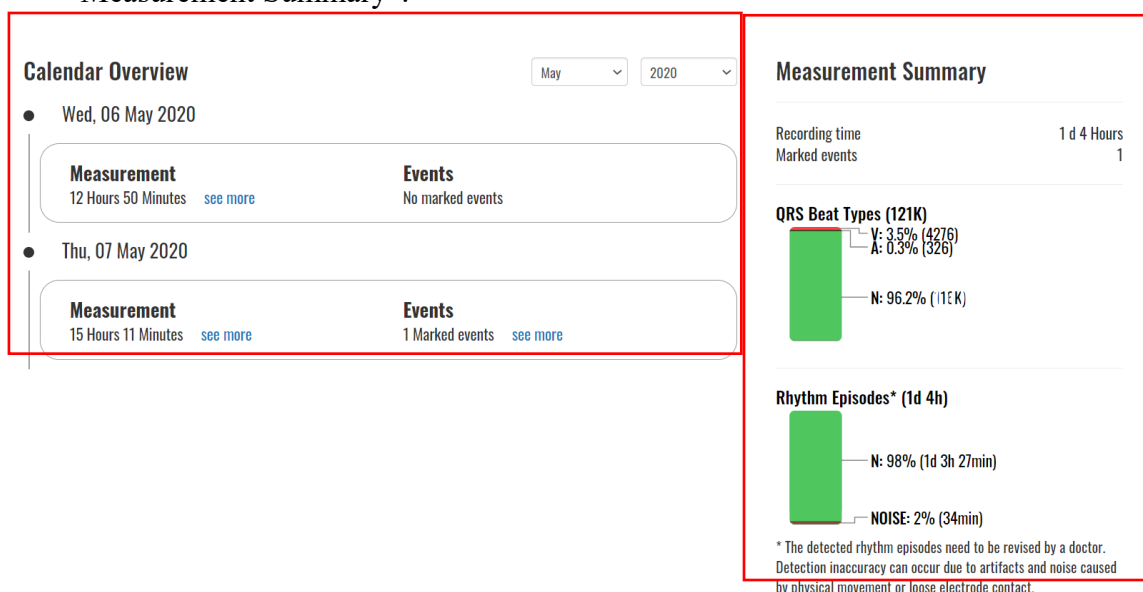 Measurement Summary".
Calendar Overview
May
2020
Wed, 06 May 2020
Measurement
Events
12 Hours 50 Minutes see more
No marked events
Thu, 07 May 2020
Measurement
Events
15 Hours 11 Minutes see more
1 Marked events see more
Measurement Summary
Recording time 1 d 4 Hours
Marked events 1
QRS Beat Types (121K)
V: 3.5% (4276)
A: 0.3% (326)
N: 96.2%
Rhythm Episodes* (1d 4h)
N: 98% (1d 3h 27min)
NOISE: 2% (34min)
* The detected rhythm episodes need to be revised by a doctor.
Detection inaccuracy can occur due to artifacts and noise caused
by physical movement or loose electrode contact.